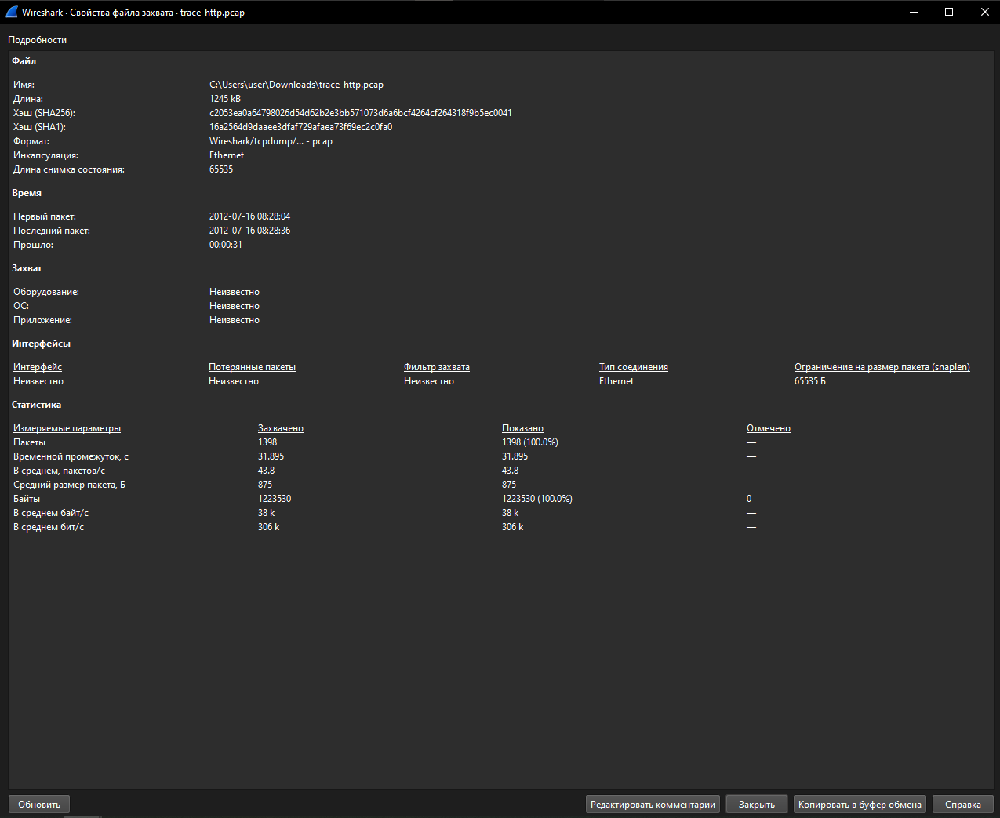 Wireshark · Свойства файла захвата · trace-http.pcap
Подробности
Файл
Имя: C:\Users\user\Downloads\trace-http.pcap
Длина: 1245 kB
Хэш (SHA256): c2053ea0a64798026d54d62b2e3bb571073d6a6bcf4264cf264318f9b5ec0041
Хэш (SHA1): 16a2564d9daaee3dfaf729afaea73f69ec2c0fa0
Формат: Wireshark/tcpdump/... - pcap
Инкапсуляция: Ethernet
Длина снимка состояния: 65535
Время
Первый пакет: 2012-07-16 08:28:04
Последний пакет: 2012-07-16 08:28:36
Прошло: 00:00:31
Захват
Оборудование: Неизвестно
ОС: Неизвестно
Приложение: Неизвестно
Интерфейсы
Интерфейс Потерянные пакеты Фильтр захвата Тип соединения Ограничение на размер пакета (snaplen)
Неизвестно Неизвестно Неизвестно Ethernet 65535 Б
Статистика
Измеряемые параметры Захвачено Показано Отмечено
Пакеты 1398 1398 (100.0%) —
Временной промежуток, с 31.895 31.895 —
В среднем, пакетов/с 43.8 43.8 —
Средний размер пакета, Б 875 875 —
Байты 1223530 1223530 (100.0%) 0
В среднем байт/с 38 k 38 k —
В среднем бит/с 306 k 306 k —
Обновить Редактировать комментарии Закрыть Копировать в буфер обмена Справка